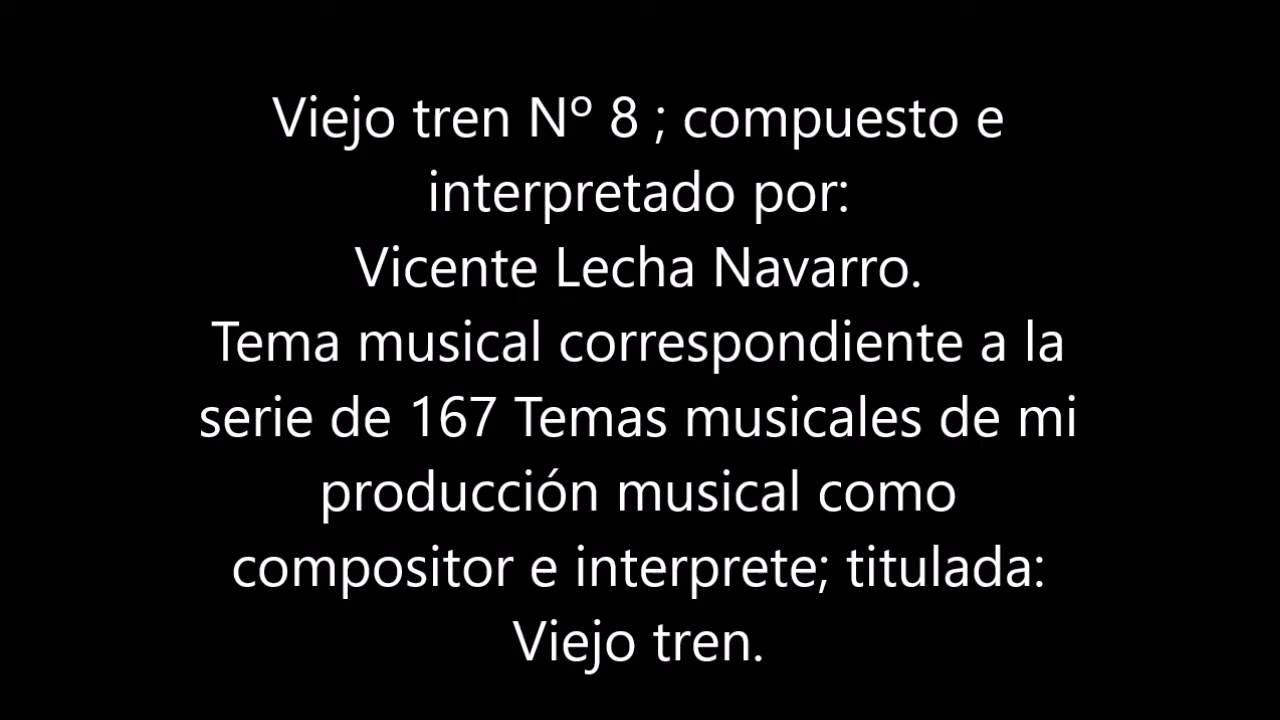 Viejo tren Nº 8 ; compuesto e
interpretado por:
Vicente Lecha Navarro.
Tema musical correspondiente a la
serie de 167 Temas musicales de mi
producción musical como
compositor e interprete; titulada:
Viejo tren.